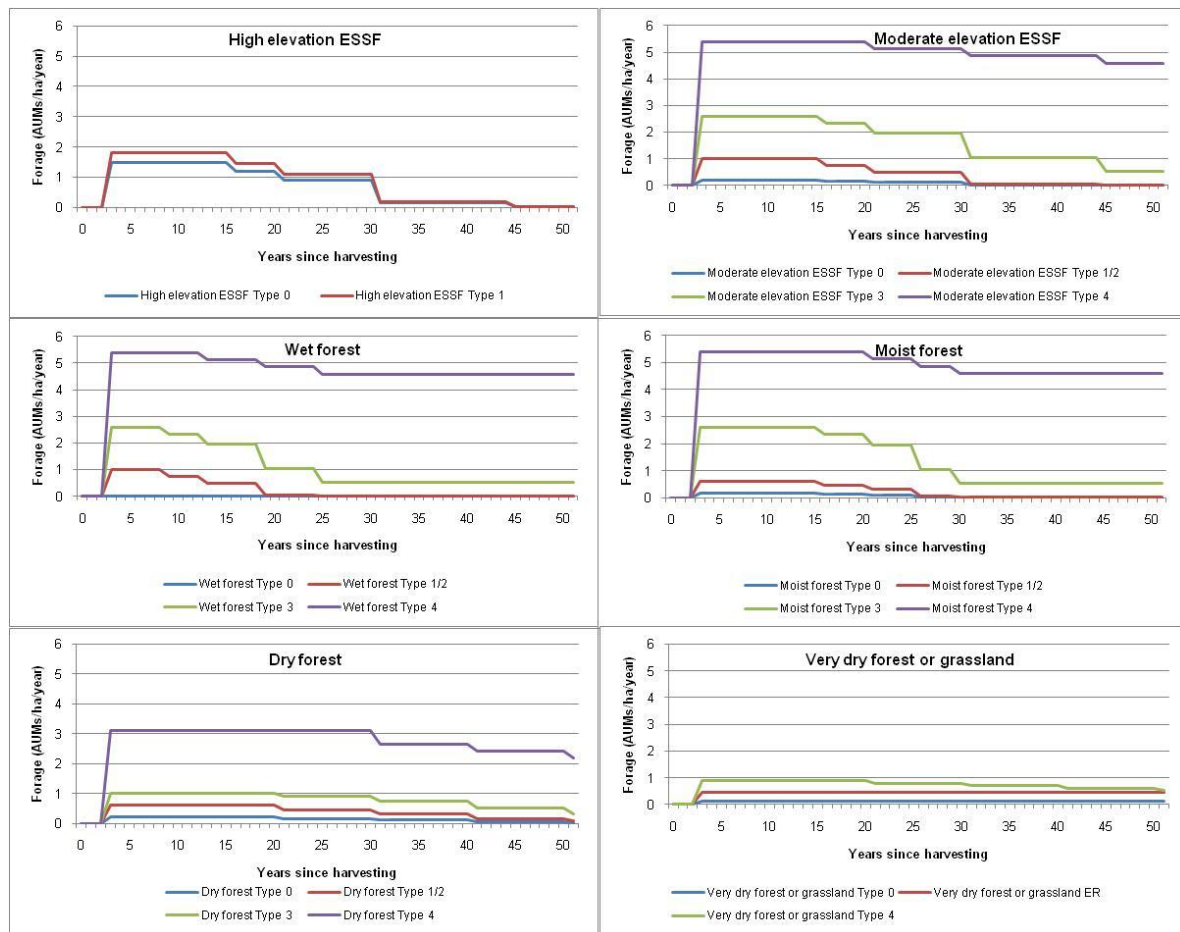 High elevation ESSF
Forage (AUMs/ha/year)
6
5
4
3
2
1
0
0 5 10 15 20 25 30 35 40 45 50
Years since harvesting
High elevation ESSF Type 0 High elevation ESSF Type 1
Moderate elevation ESSF
Forage (AUMs/ha/year)
6
5
4
3
2
1
0
0 5 10 15 20 25 30 35 40 45 50
Years since harvesting
Moderate elevation ESSF Type 0 Moderate elevation ESSF Type 1/2
Moderate elevation ESSF Type 3 Moderate elevation ESSF Type 4
Wet forest
Forage (AUMs/ha/year)
6
5
4
3
2
1
0
0 5 10 15 20 25 30 35 40 45 50
Years since harvesting
Wet forest Type 0 Wet forest Type 1/2
Wet forest Type 3 Wet forest Type 4
Moist forest
Forage (AUMs/ha/year)
6
5
4
3
2
1
0
0 5 10 15 20 25 30 35 40 45 50
Years since harvesting
Moist forest Type 0 Moist forest Type 1/2
Moist forest Type 3 Moist forest Type 4
Dry forest
Forage (AUMs/ha/year)
6
5
4
3
2
1
0
0 5 10 15 20 25 30 35 40 45 50
Years since harvesting
Dry forest Type 0 Dry forest Type 1/2
Dry forest Type 3 Dry forest Type 4
Very dry forest or grassland
Forage (AUMs/ha/year)
6
5
4
3
2
1
0
0 5 10 15 20 25 30 35 40 45 50
Years since harvesting
Very dry forest or grassland Type 0 Very dry forest or grassland ER
Very dry forest or grassland Type 4